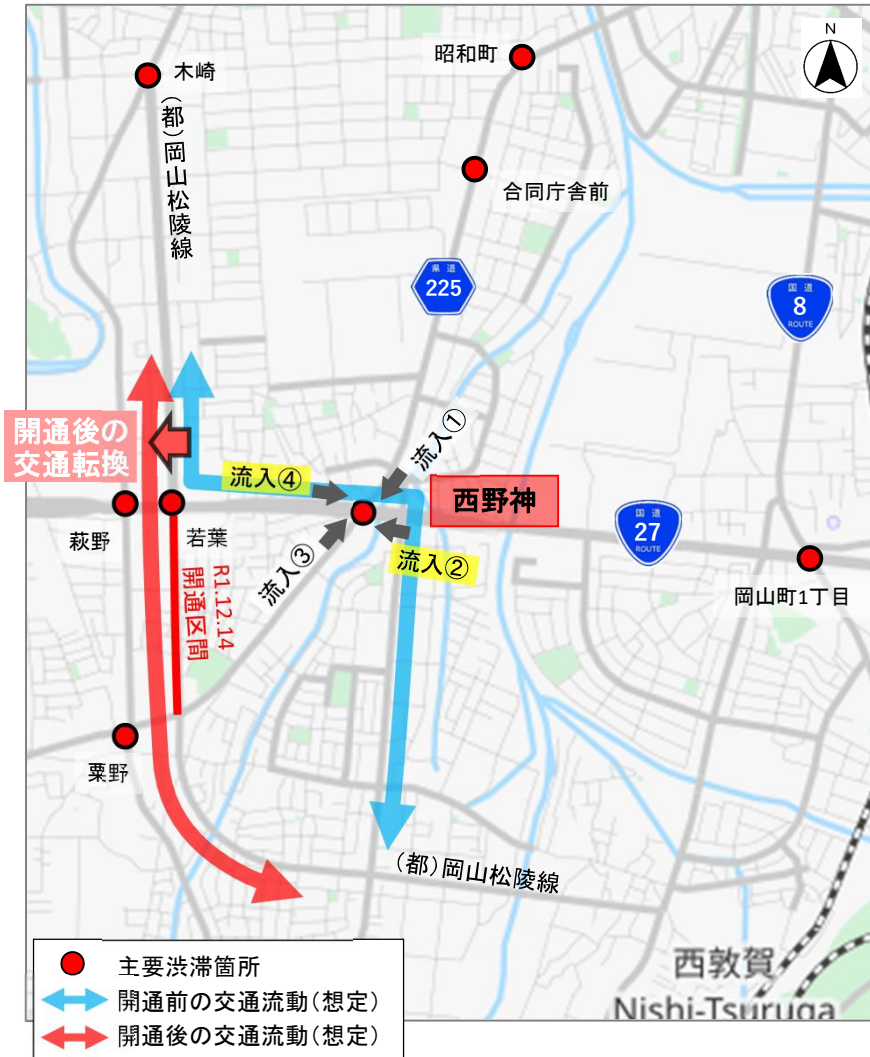 N
木崎
昭和町
(都)岡山松陵線
合同庁舎前
県道
225
国道
8
ROUTE
開通後の
交通転換
流入①
流入④
西野神
萩野
若葉
流入③
流入②
国道
27
ROUTE
岡山町1丁目
R1.12.14
開通区間
粟野
(都)岡山松陵線
西敦賀
Nishi-Tsuruga
主要渋滞箇所
開通前の交通流動(想定)
開通後の交通流動(想定)